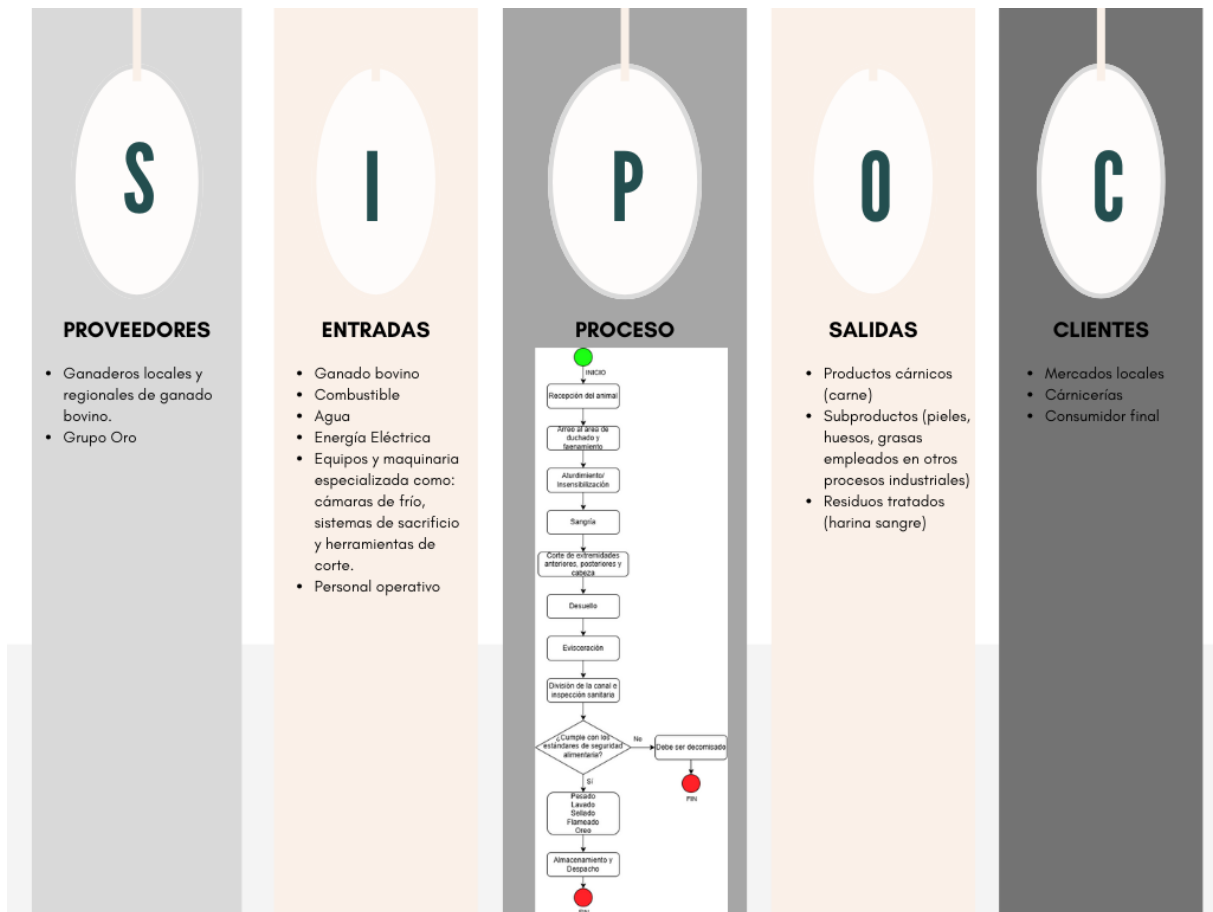 S
I
P
O
C
PROVEEDORES
Ganaderos locales y
regionales de ganado
bovino.
Grupo Oro
ENTRADAS
Ganado bovino
Combustible
Agua
Energía Eléctrica
Equipos y maquinaria
especializada como:
cámaras de frío,
sistemas de sacrificio
y herramientas de
corte.
Personal operativo
PROCESO
INICIO
Recepción del animal
Arreo al área de
duchado y
faenamiento
Aturdimiento/
Insensibilización
Sangría
Corte de extremidades
anteriores, posteriores y
cabeza
Desuello
Evisceración
División de la canal e
inspección sanitaria
¿Cumple con los
estándares de seguridad
alimentaria?
No
Debe ser decomisado
FIN
Sí
Pesado
Lavado
Sellado
Flameado
Oreo
Almacenamiento y
Despacho
FIN
SALIDAS
Productos cárnicos
(carne)
Subproductos (pieles,
huesos, grasas
empleados en otros
procesos industriales)
Residuos tratados
(harina sangre)
CLIENTES
Mercados locales
Cárnicerías
Consumidor final